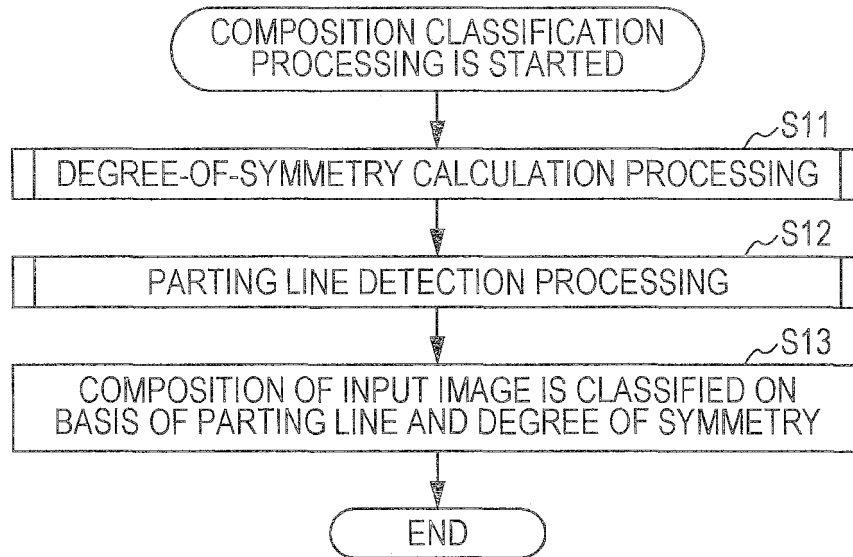 COMPOSITION CLASSIFICATION
PROCESSING IS STARTED
S11
DEGREE-OF-SYMMETRY CALCULATION PROCESSING
S12
PARTING LINE DETECTION PROCESSING
S13
COMPOSITION OF INPUT IMAGE IS CLASSIFIED ON
BASIS OF PARTING LINE AND DEGREE OF SYMMETRY
END